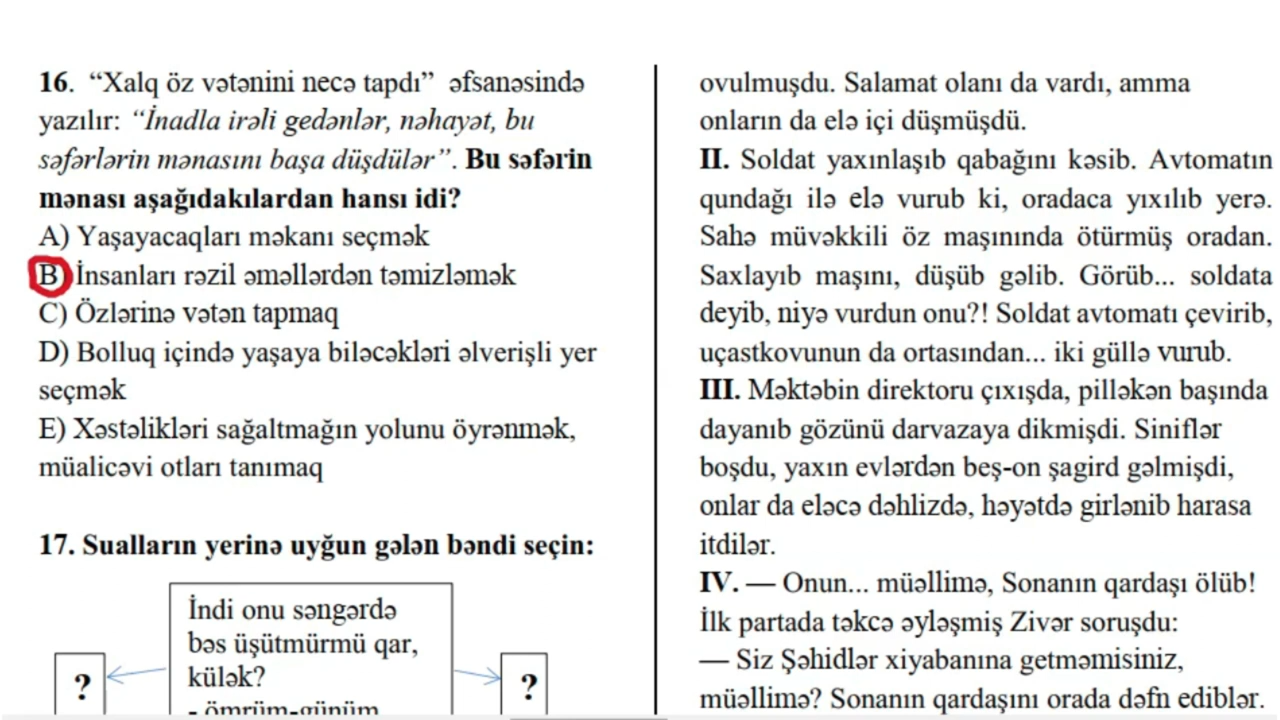 16. “Xalq öz vətənini necə tapdı” əfsanəsində
yazılır: “İnadla irəli gedənlər, nəhayət, bu
səfərlərin mənasını başa düşdülər”. Bu səfərin
mənası aşağıdakılardan hansı idi?
A) Yaşayacaqları məkanı seçmək
B) İnsanları rəzil əməllərdən təmizləmək
C) Özlərinə vətən tapmaq
D) Bolluq içində yaşaya biləcəkləri əlverişli yer
seçmək
E) Xəstəlikləri sağaltmağın yolunu öyrənmək,
müalicəvi otları tanımaq
17. Sualların yerinə uyğun gələn bəndi seçin:
İndi onu səngərdə
bəs üşütmürmü qar,
külək?
- ömrüm-günüm
?
?
ovulmuşdu. Salamat olanı da vardı, amma
onların da elə içi düşmüşdü.
II. Soldat yaxınlaşıb qabağını kəsib. Avtomatın
qundağı ilə elə vurub ki, oradaca yıxılıb yerə.
Sahə müvəkkili öz maşınında ötürmüş oradan.
Saxlayıb maşını, düşüb gəlib. Görüb... soldata
deyib, niyə vurdun onu?! Soldat avtomatı çevirib,
uçastkovunun da ortasından... iki güllə vurub.
III. Məktəbin direktoru çıxışda, pilləkən başında
dayanıb gözünü darvazaya dikmişdi. Siniflər
boşdu, yaxın evlərdən beş-on şagird gəlmişdi,
onlar da eləcə dəhlizdə, həyətdə girlənib harasa
itdilər.
IV. — Onun... müəllimə, Sonanın qardaşı ölüb!
İlk partada təkcə əyləşmiş Zivər soruşdu:
— Siz Şəhidlər xiyabanına getməmisiniz,
müəllimə? Sonanın qardaşını orada dəfn ediblər.